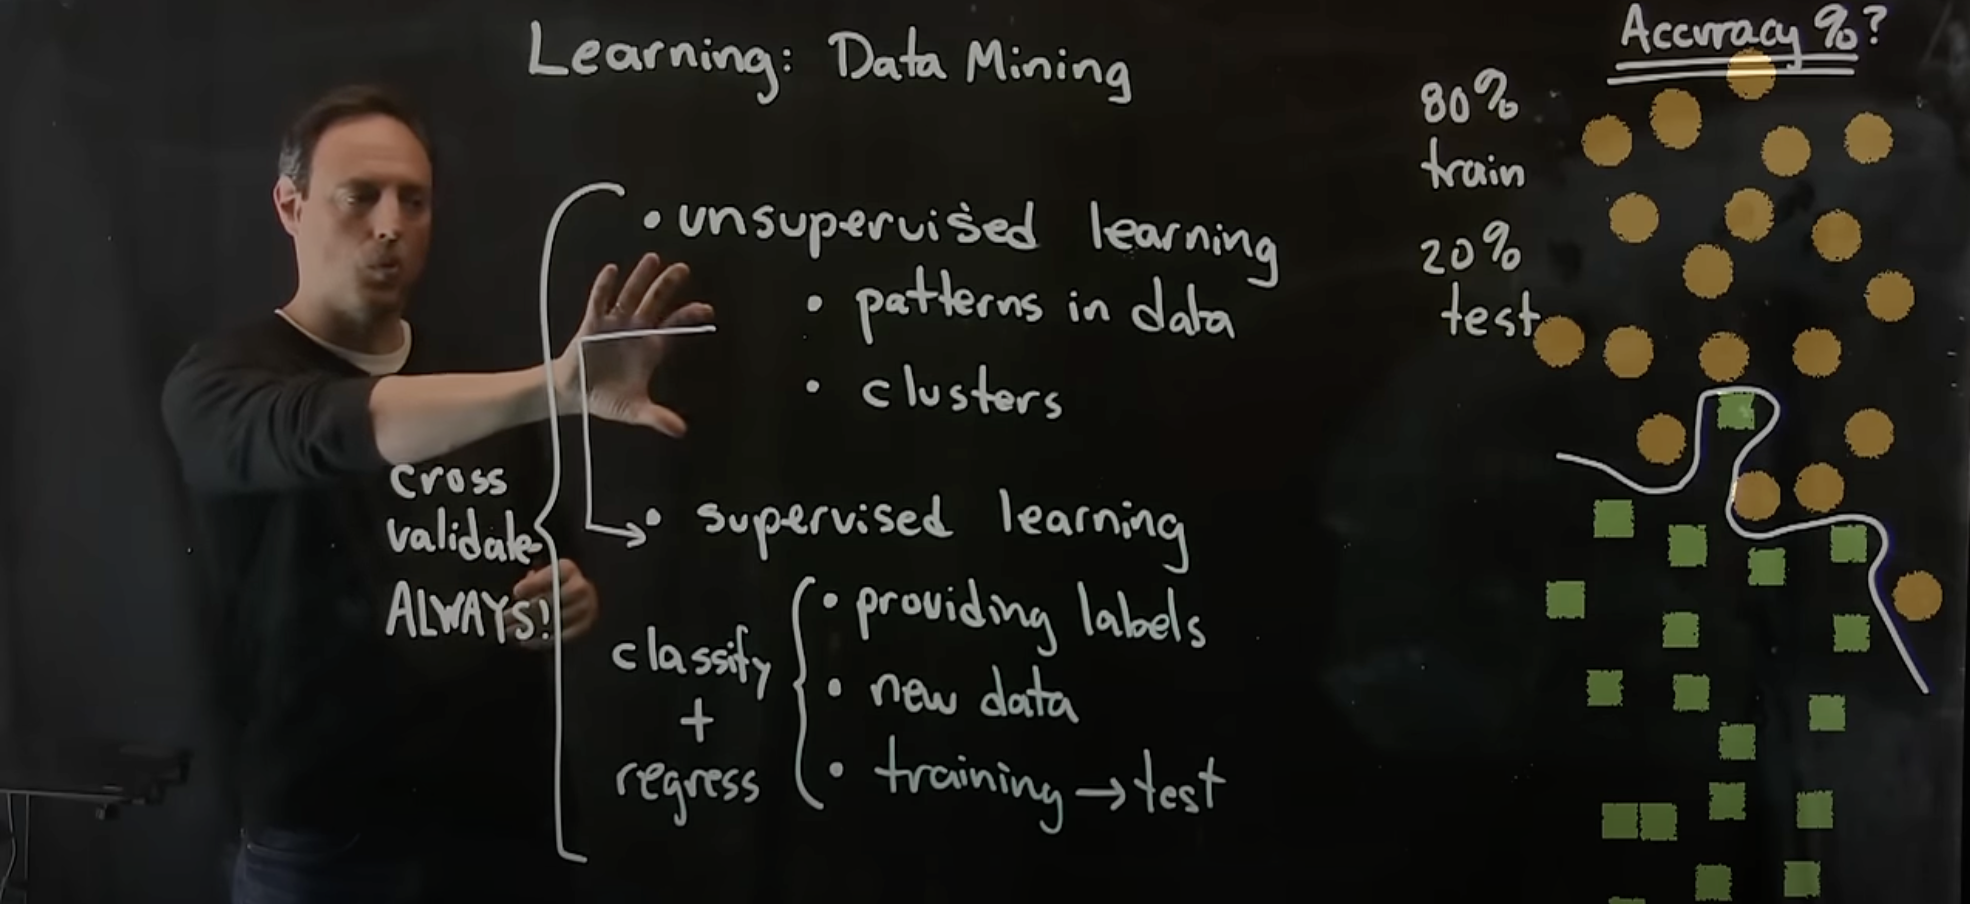 Learning: Data Mining
• unsupervised learning
• patterns in data
• clusters
cross
validate
ALWAYS!
• supervised learning
classify
+
regress
• providing labels
• new data
• training → test
Accuracy %?
80%
train
20%
test